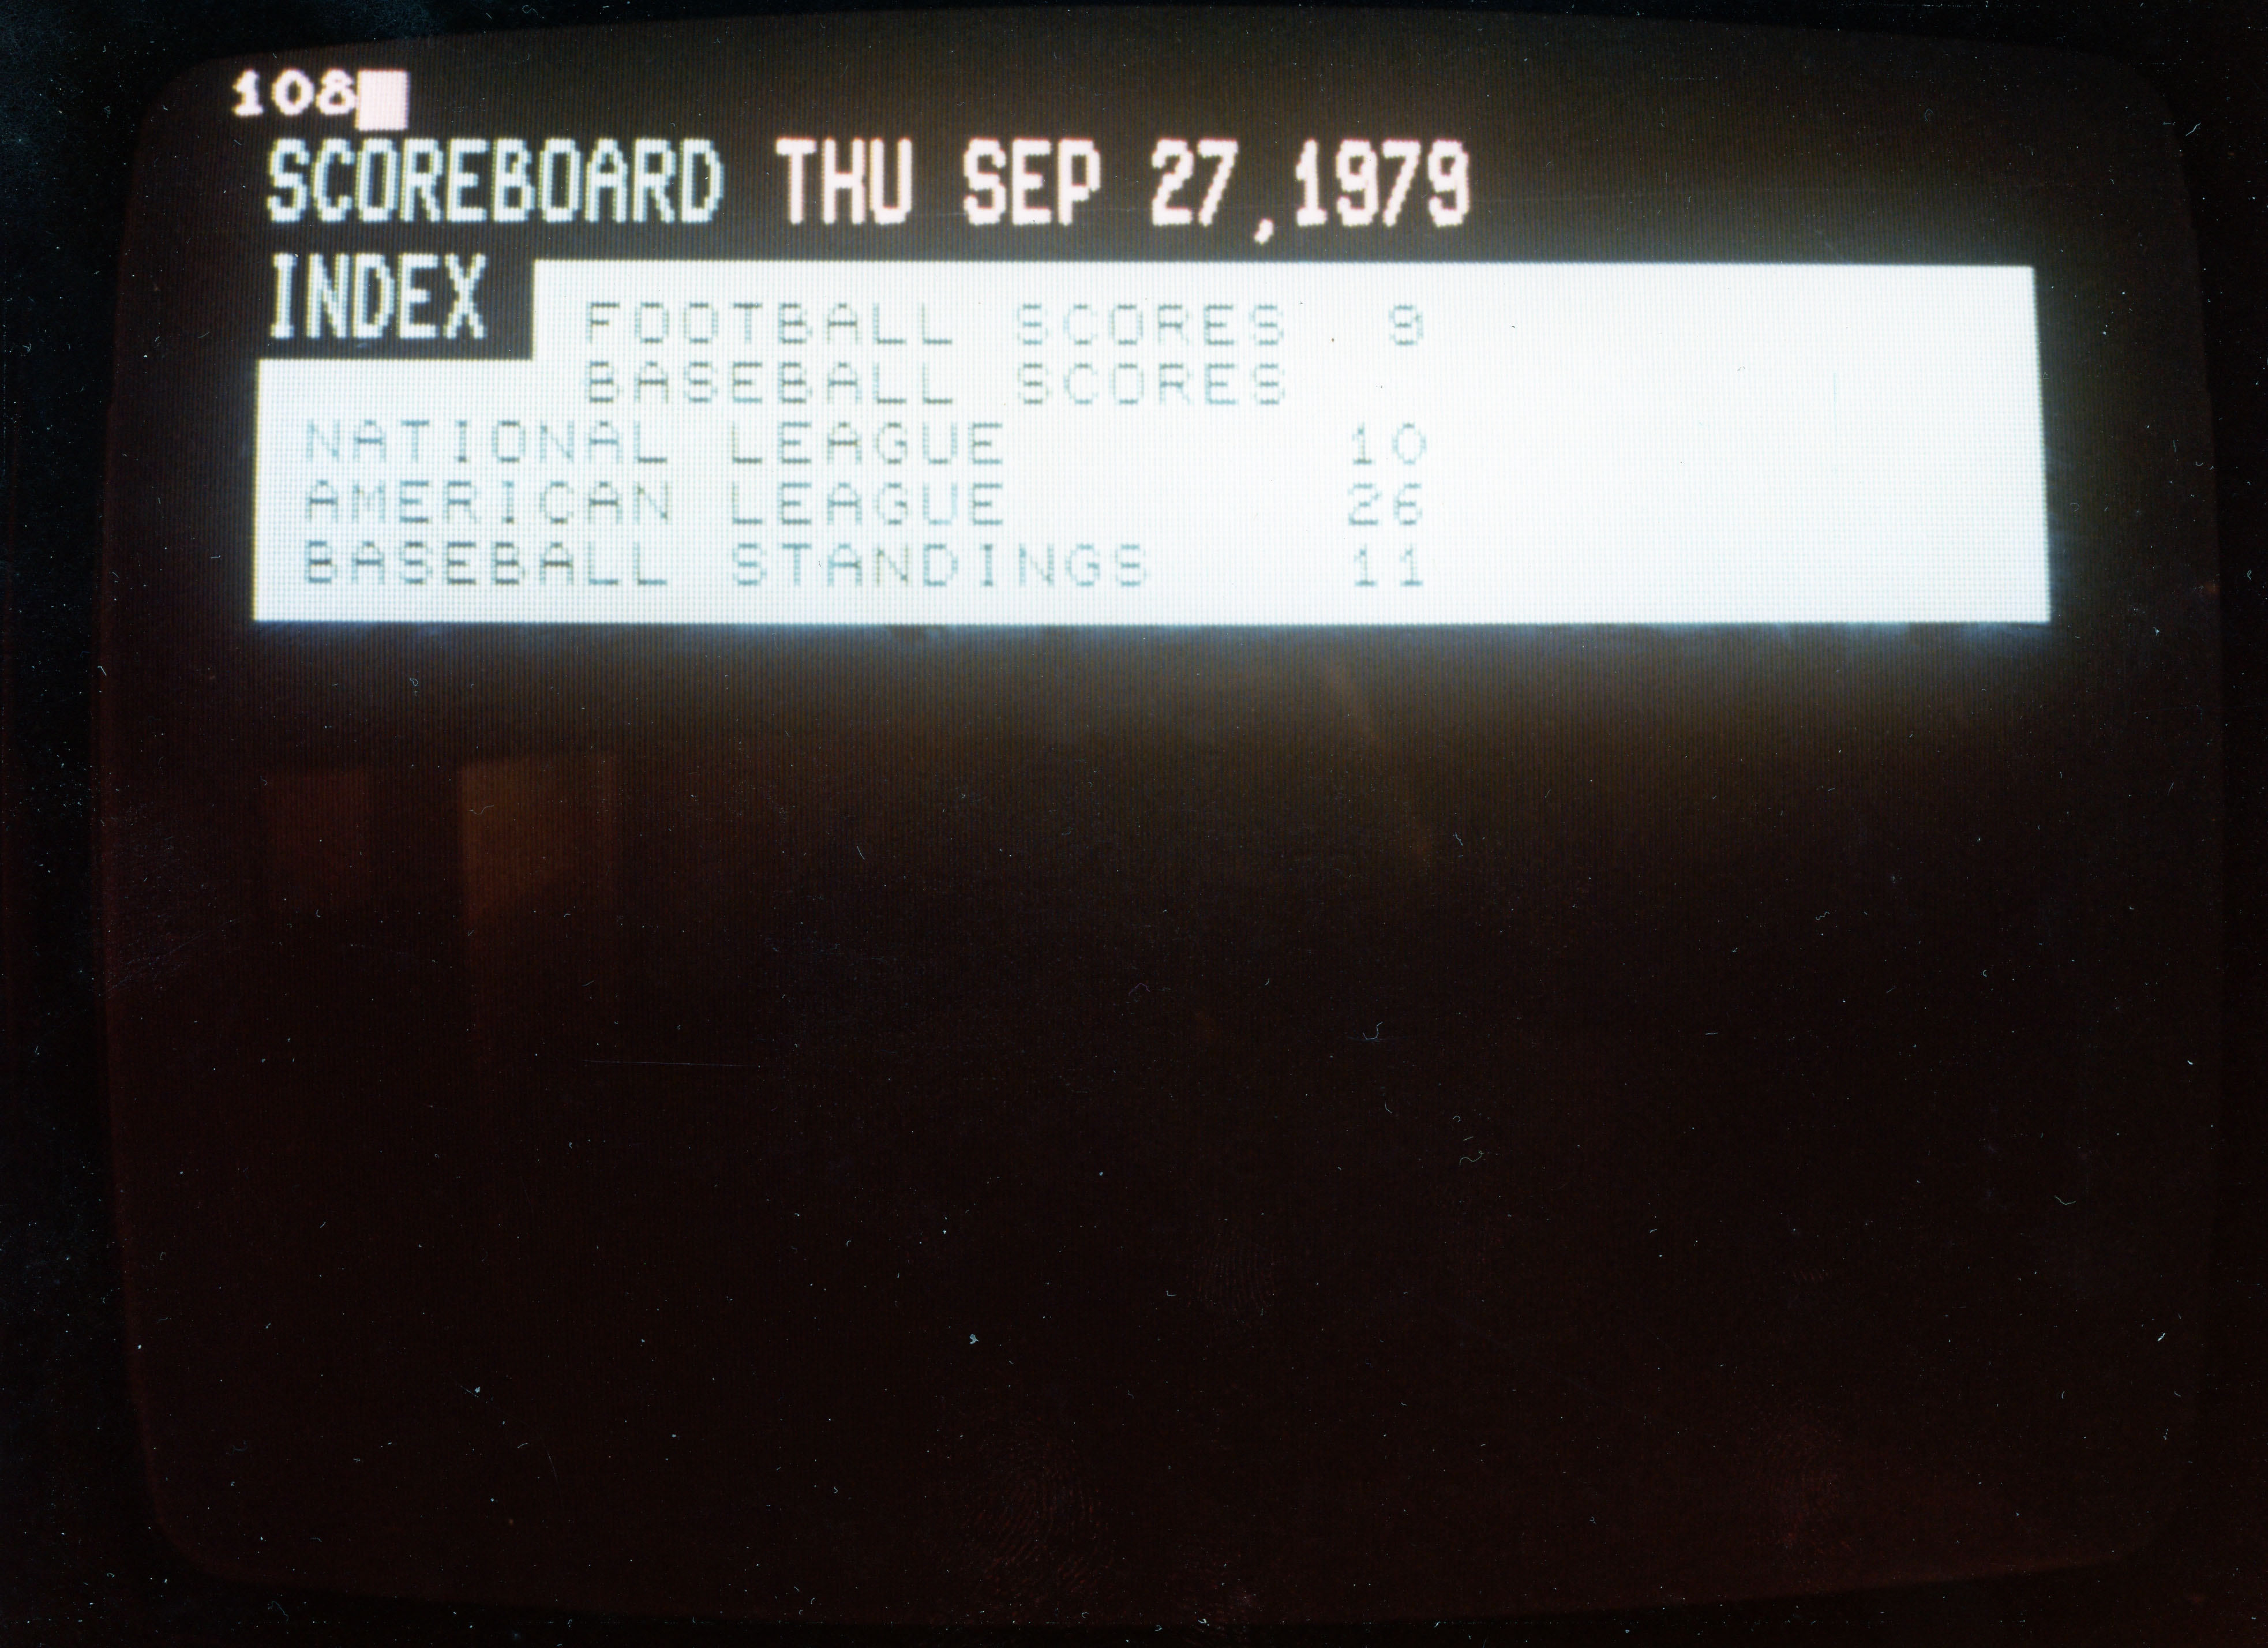 108
SCOREBOARD THU SEP 27,1979
INDEX
FOOTBALL SCORES 9
BASEBALL SCORES
NATIONAL LEAGUE 10
AMERICAN LEAGUE 26
BASEBALL STANDINGS 11